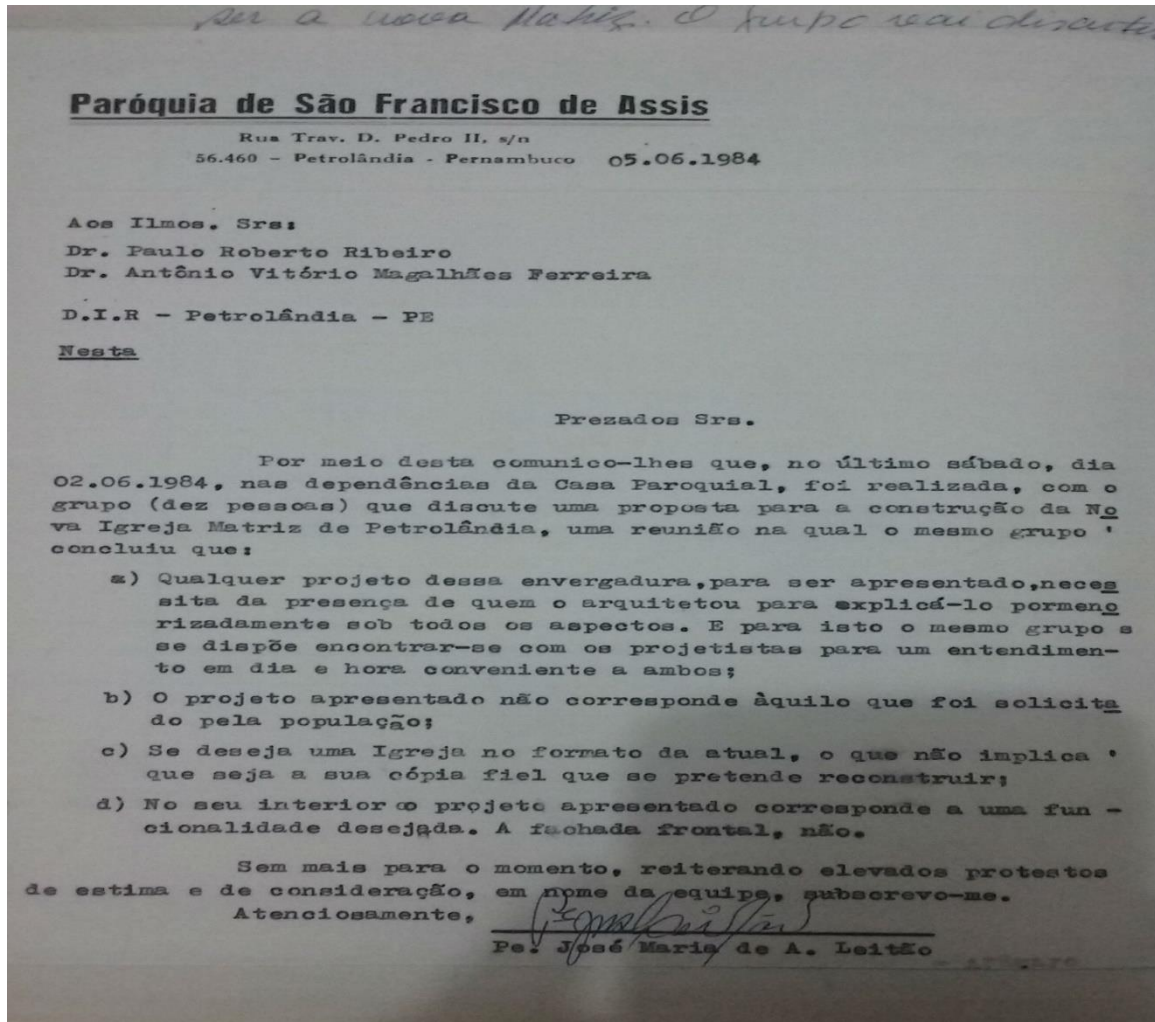 ser a nova Matriz. O grupo vai discutir
Paróquia de São Francisco de Assis
Rua Trav. D. Pedro II, s/n
56.460 – Petrolândia - Pernambuco 05.06.1984
Aos Ilmos. Srs:
Dr. Paulo Roberto Ribeiro
Dr. Antônio Vitório Magalhães Ferreira
D.I.R – Petrolândia – PE
Nesta
Prezados Srs.
Por meio desta comunico-lhes que, no último sábado, dia
02.06.1984, nas dependências da Casa Paroquial, foi realizada, com o
grupo (dez pessoas) que discute uma proposta para a construção da No
va Igreja Matriz de Petrolândia, uma reunião na qual o mesmo grupo '
concluiu que:
a) Qualquer projeto dessa envergadura,para ser apresentado,neces
sita da presença de quem o arquitetou para explicá-lo pormeno
rizadamente sob todos os aspectos. E para isto o mesmo grupo s
se dispõe encontrar-se com os projetistas para um entendimen-
to em dia e hora conveniente a ambos;
b) O projeto apresentado não corresponde àquilo que foi solicita
do pela população;
c) Se deseja uma Igreja no formato da atual, o que não implica '
que seja a sua cópia fiel que se pretende reconstruir;
d) No seu interior o projeto apresentado corresponde a uma fun -
cionalidade desejada. A fachada frontal, não.
Sem mais para o momento, reiterando elevados protestos
de estima e de consideração, em nome da equipe, subscrevo-me.
Atenciosamente,
Pe. José Maria de A. Leitão